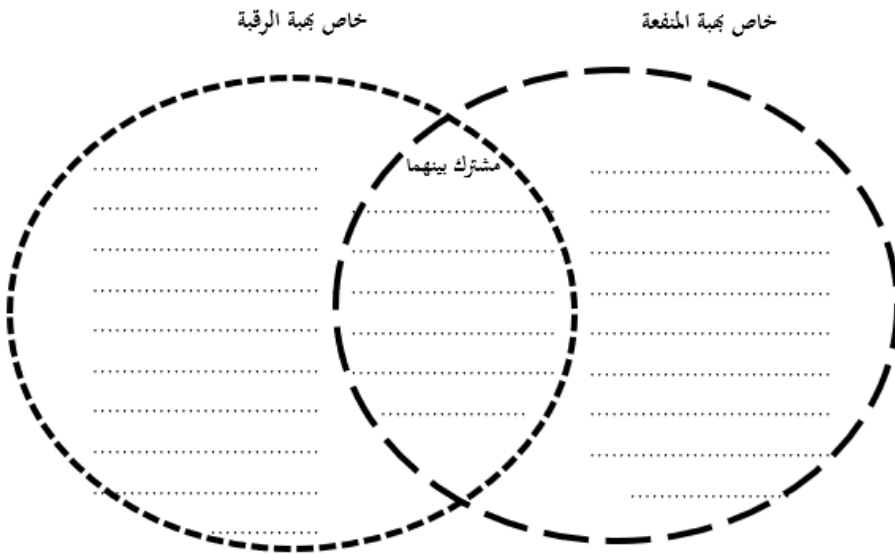 خاص بهبة المنفعة
خاص بهبة الرقبة
مشترك بينهما